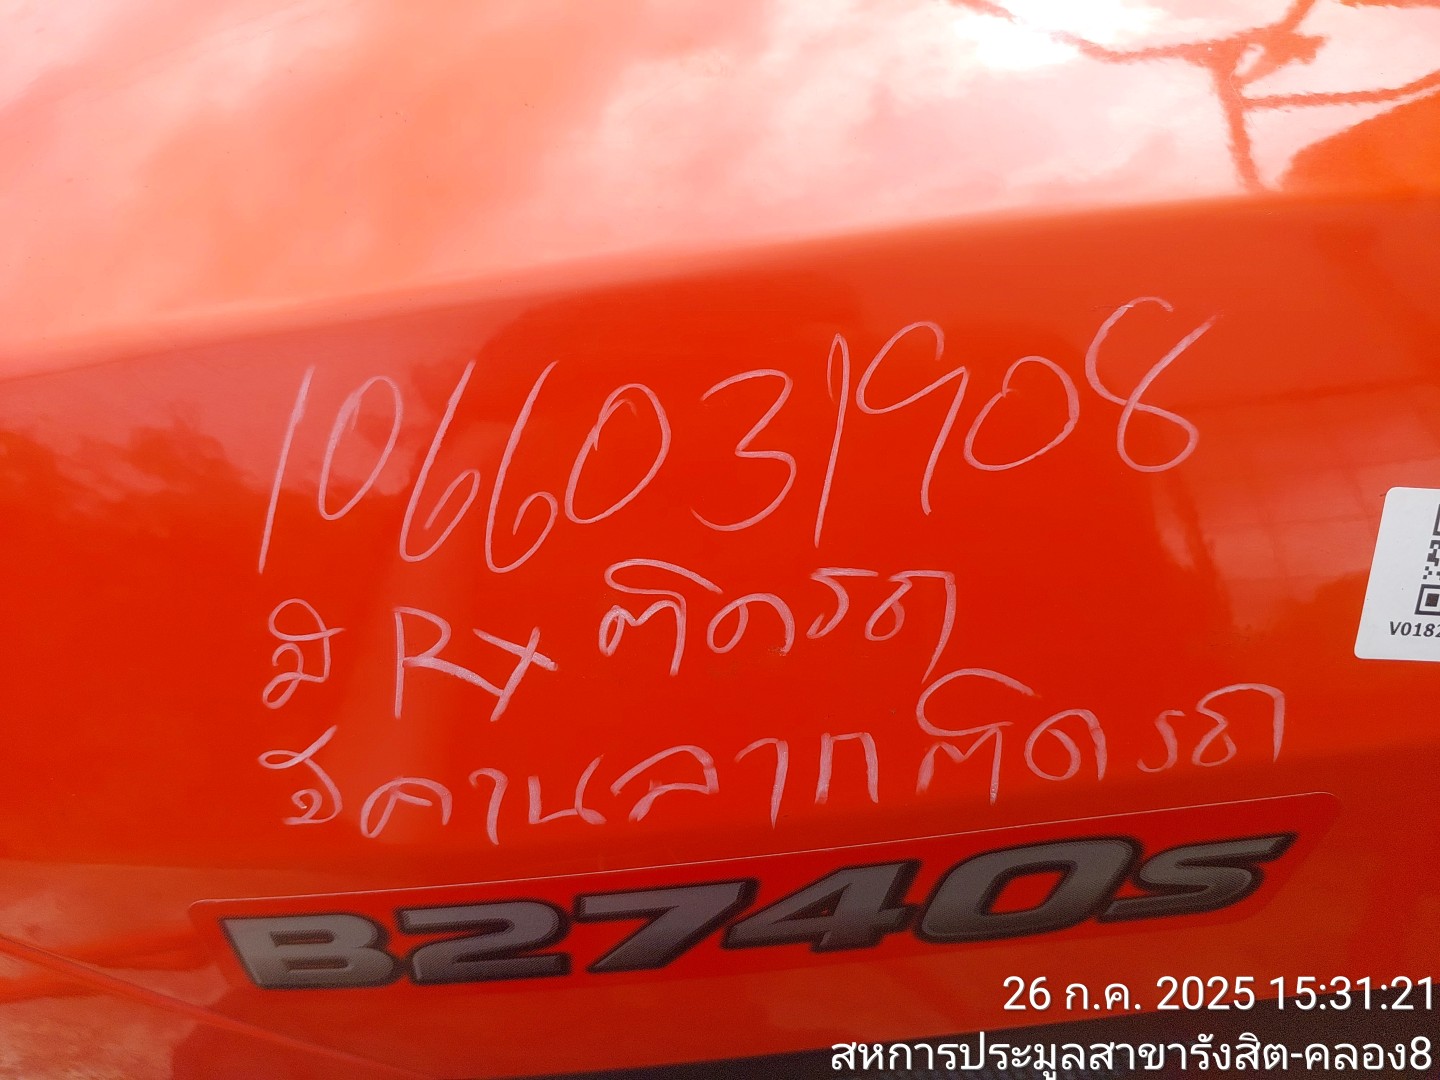 1066031908
มี RX ติดรถ
มีคานลากติดรถ
V0182
B2740S
26 ก.ค. 2025 15:31:21
สหการประมูลสาขารังสิต-คลอง8